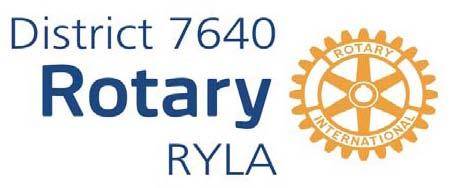 District 7640
Rotary
RYLA
ROTARY
INTERNATIONAL